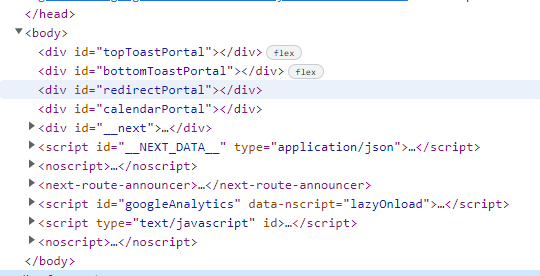 </head>
<body>
<div id="topToastPortal"></div> flex
<div id="bottomToastPortal"></div> flex
<div id="redirectPortal"></div>
<div id="calendarPortal"></div>
<div id="__next">…</div>
<script id="__NEXT_DATA__" type="application/json">…</script>
<noscript>…</noscript>
<next-route-announcer>…</next-route-announcer>
<script id="googleAnalytics" data-nscript="lazyOnload">…</script>
<script type="text/javascript" id>…</script>
<noscript>…</noscript>
</body>